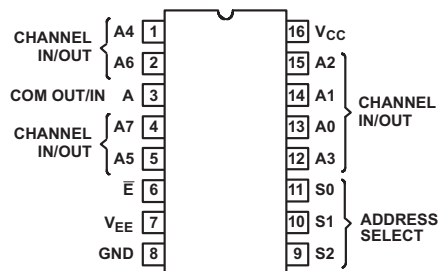 CHANNEL IN/OUT
A4 1
A6 2
COM OUT/IN A 3
CHANNEL IN/OUT
A7 4
A5 5
E̅ 6
VEE 7
GND 8
16 VCC
15 A2
14 A1
13 A0
12 A3
CHANNEL IN/OUT
11 S0
10 S1
9 S2
ADDRESS SELECT